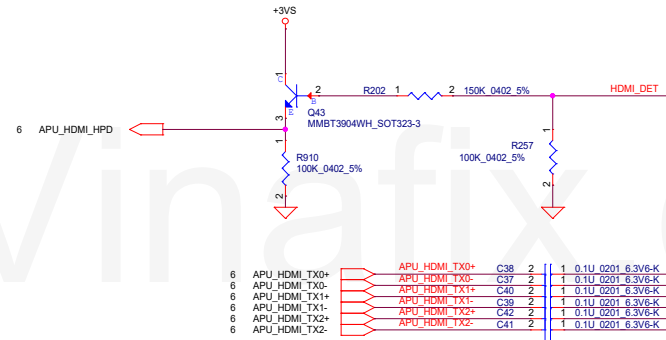 +3VS
1
C
2
B
E
3
Q43
MMBT3904WH_SOT323-3
R202 1 2 150K_0402_5%
HDMI_DET
6 APU_HDMI_HPD
1
R910
100K_0402_5%
2
1
R257
100K_0402_5%
2
Vinafix.c
6 APU_HDMI_TX0+ APU_HDMI_TX0+ C38 2 1 0.1U_0201_6.3V6-K
6 APU_HDMI_TX0- APU_HDMI_TX0- C37 2 1 0.1U_0201_6.3V6-K
6 APU_HDMI_TX1+ APU_HDMI_TX1+ C40 2 1 0.1U_0201_6.3V6-K
6 APU_HDMI_TX1- APU_HDMI_TX1- C39 2 1 0.1U_0201_6.3V6-K
6 APU_HDMI_TX2+ APU_HDMI_TX2+ C42 2 1 0.1U_0201_6.3V6-K
6 APU_HDMI_TX2- APU_HDMI_TX2- C41 2 1 0.1U_0201_6.3V6-K